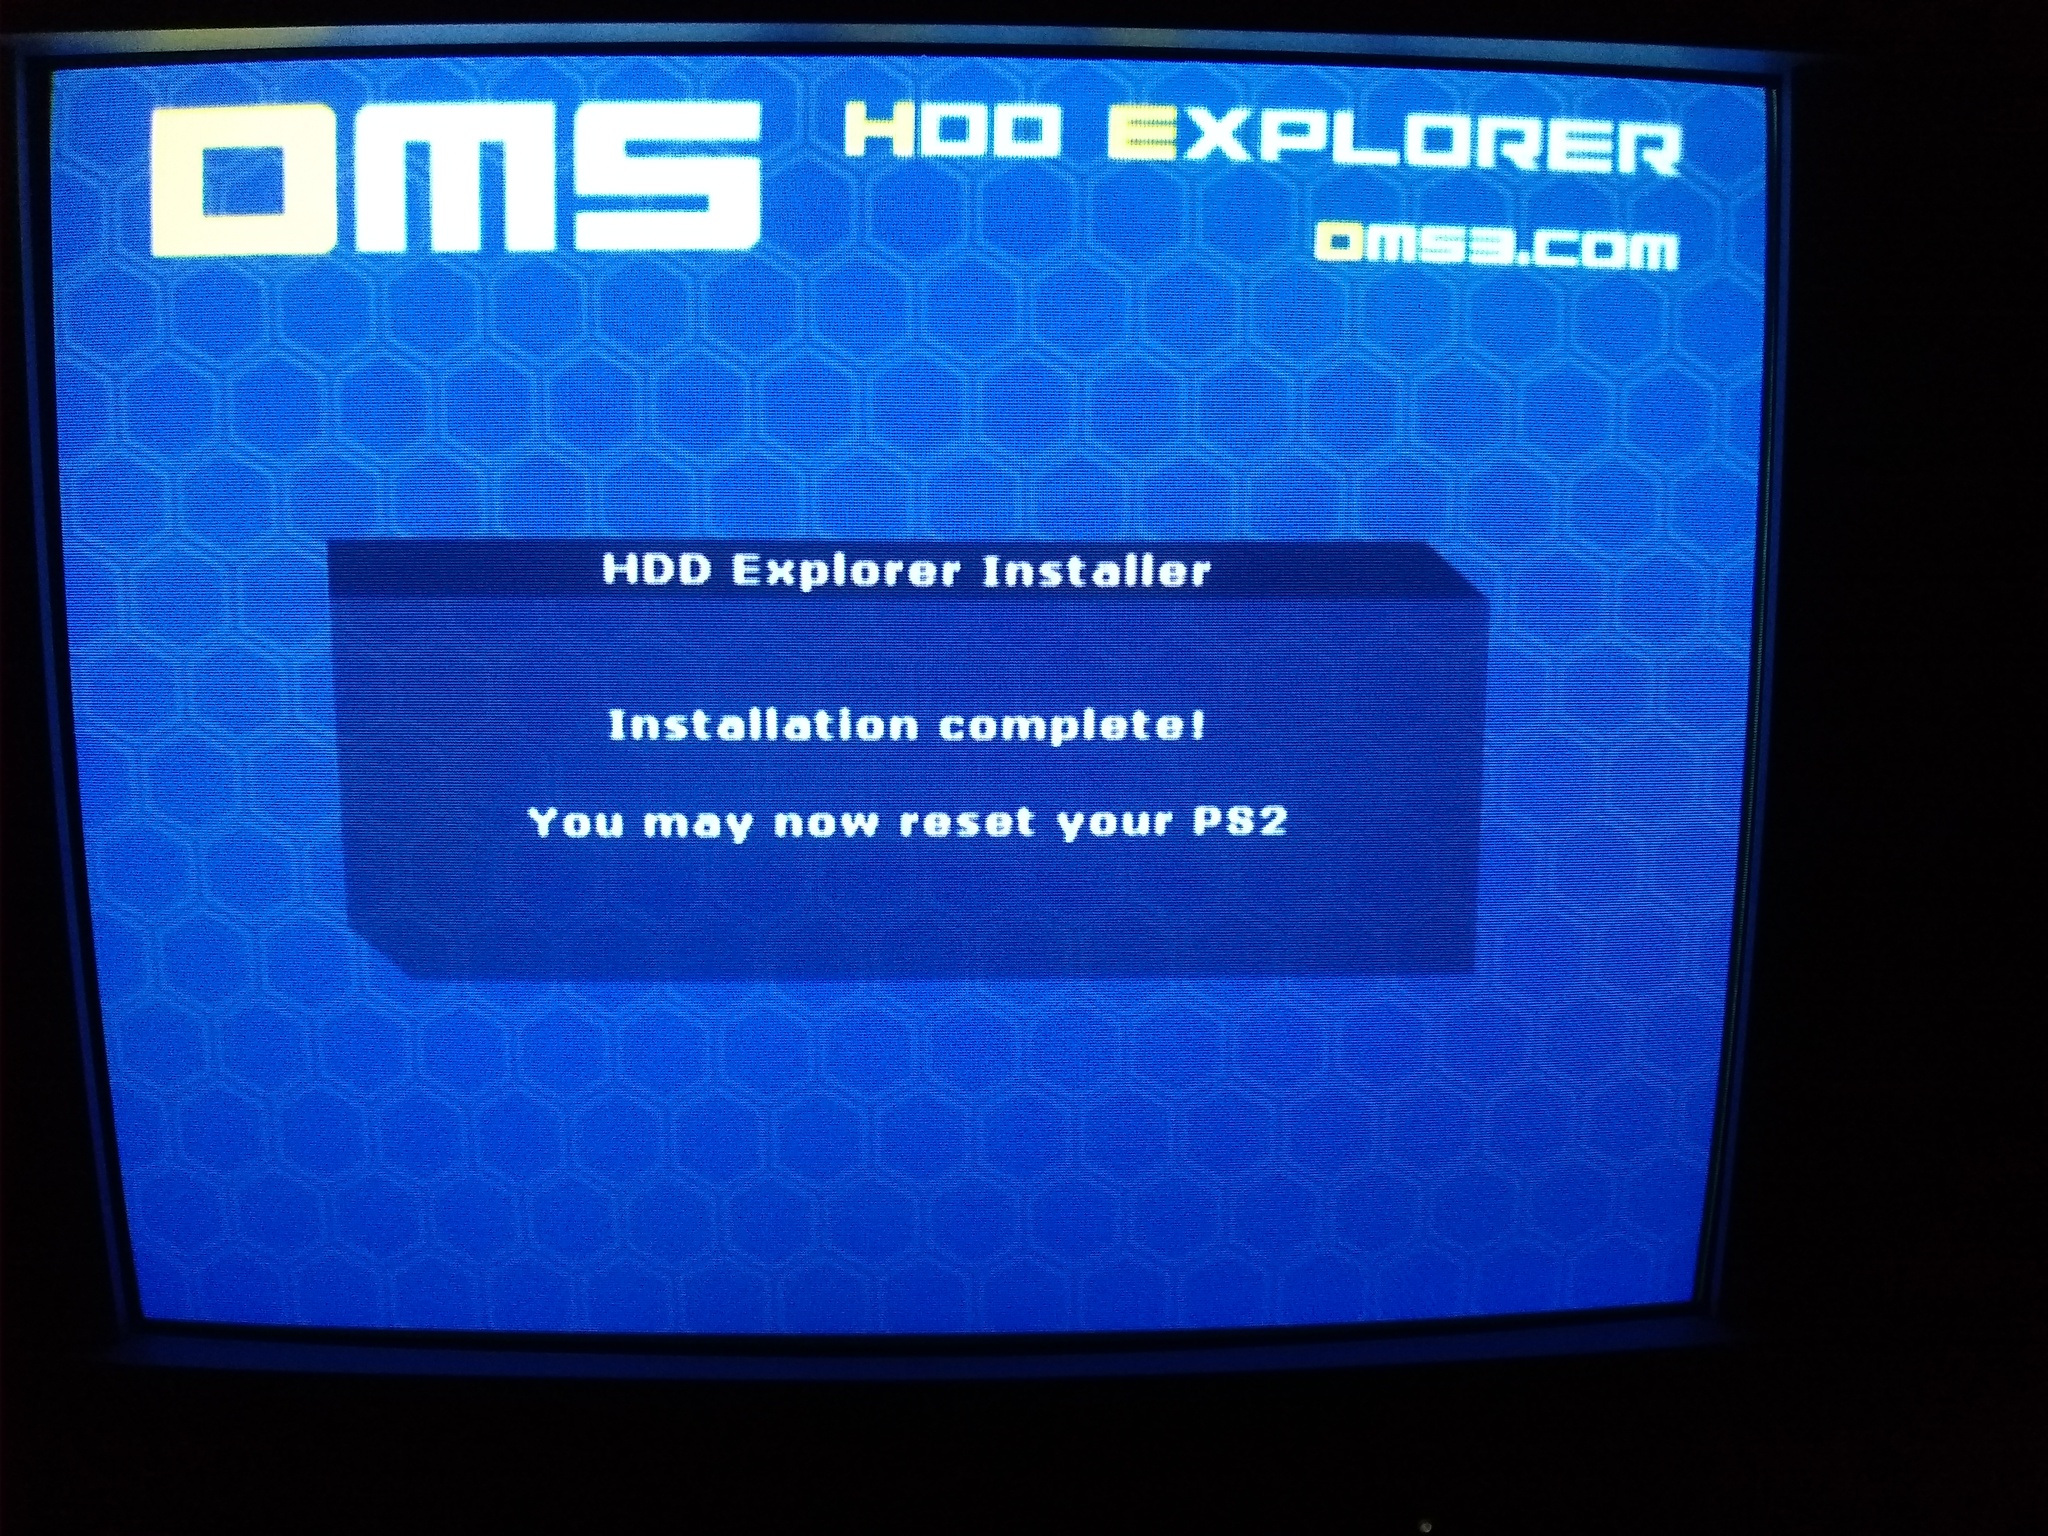 DMS HDD EXPLORER
DMS3.COM
HDD Explorer Installer
Installation complete!
You may now reset your PS2